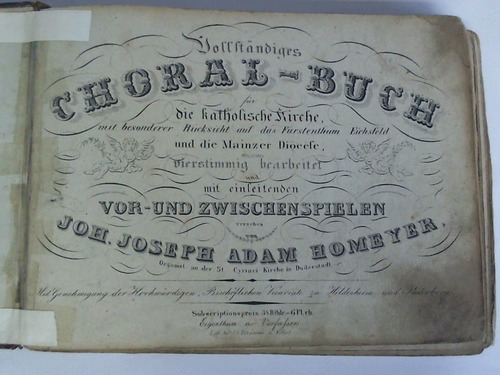 Vollständiges
CHORAL-BUCH
für
die katholische Kirche,
mit besonderer Rücksicht auf das Fürstenthum Eichsfeld
und die Mainzer Diocese,
vierstimmig bearbeitet
und
mit einleitenden
VOR-UND ZWISCHENSPIELEN
versehen
von
JOH. JOSEPH ADAM HOMEYER,
Organist an der St. Cyriaci Kirche in Duderstadt.
Mit Genehmigung der Hochwürdigen, Bischöflichen Vicariate zu Hildesheim und Paderborn
Subscriptionspreis
Eigenthum des Verfassers